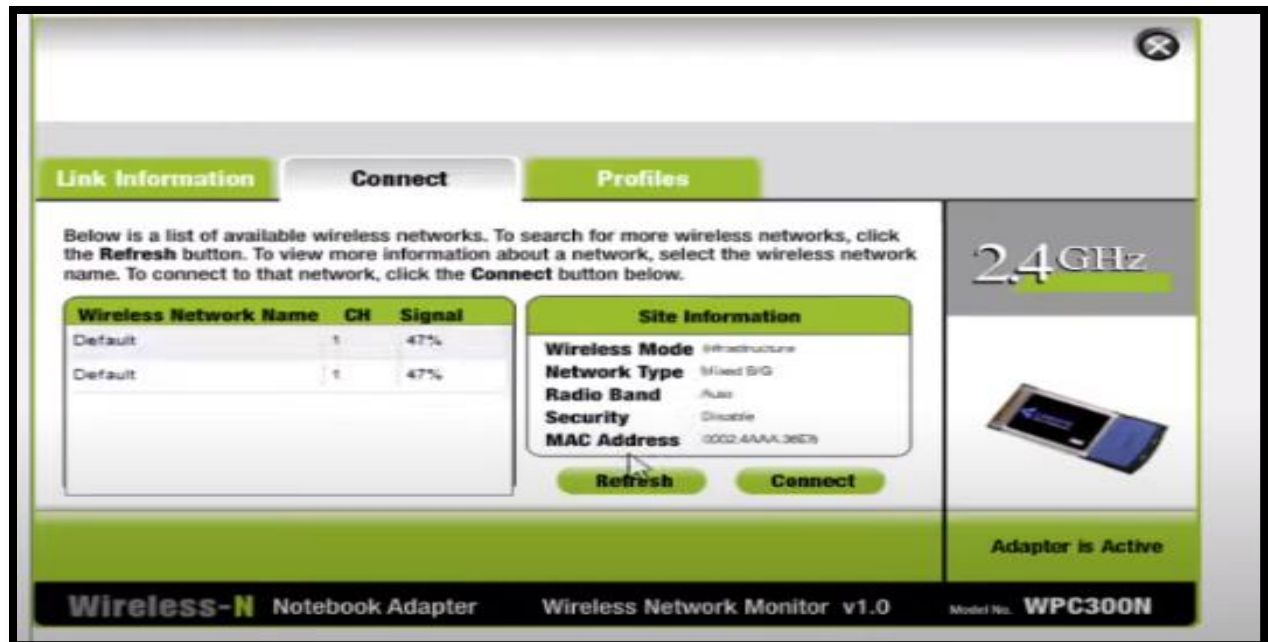 Link Information
Connect
Profiles
Below is a list of available wireless networks. To search for more wireless networks, click
the Refresh button. To view more information about a network, select the wireless network
name. To connect to that network, click the Connect button below.
2.4GHz
Wireless Network Name CH Signal
Default 1 47%
Default 1 47%
Site Information
Wireless Mode Infrastructure
Network Type Mixed B/G
Radio Band Auto
Security Disable
MAC Address
Refresh
Connect
Adapter is Active
Wireless-N Notebook Adapter
Wireless Network Monitor v1.0
Model No. WPC300N